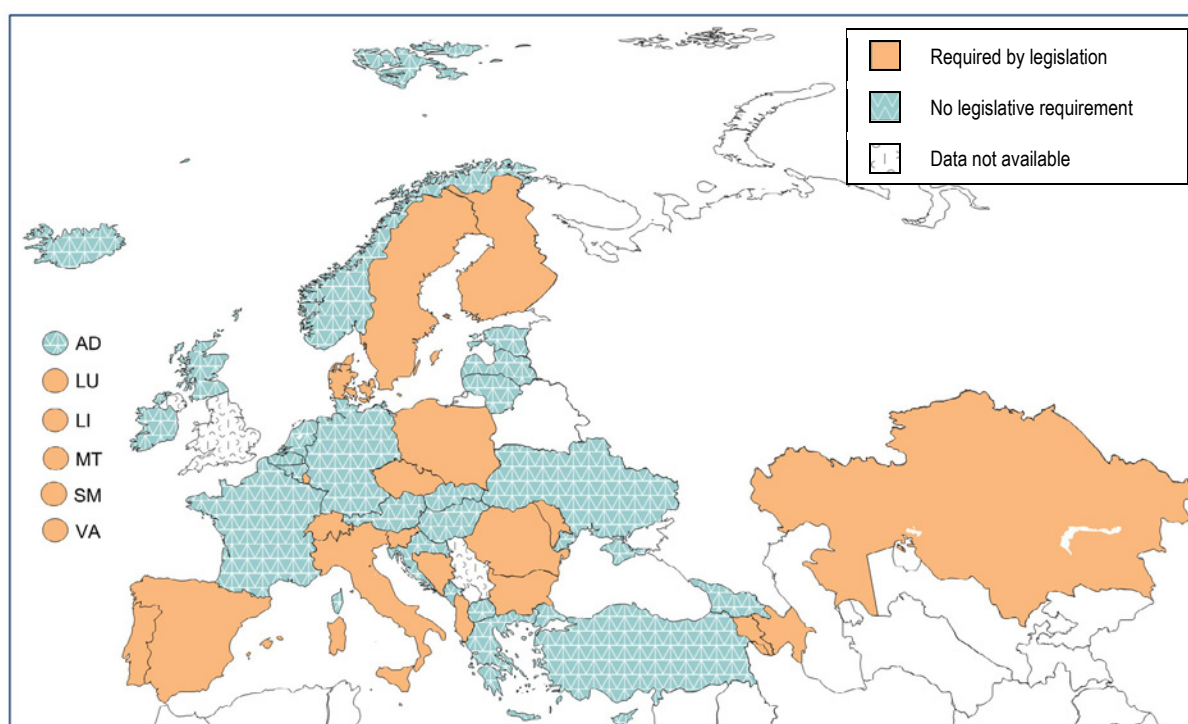 Required by legislation
No legislative requirement
Data not available
AD
LU
LI
MT
SM
VA